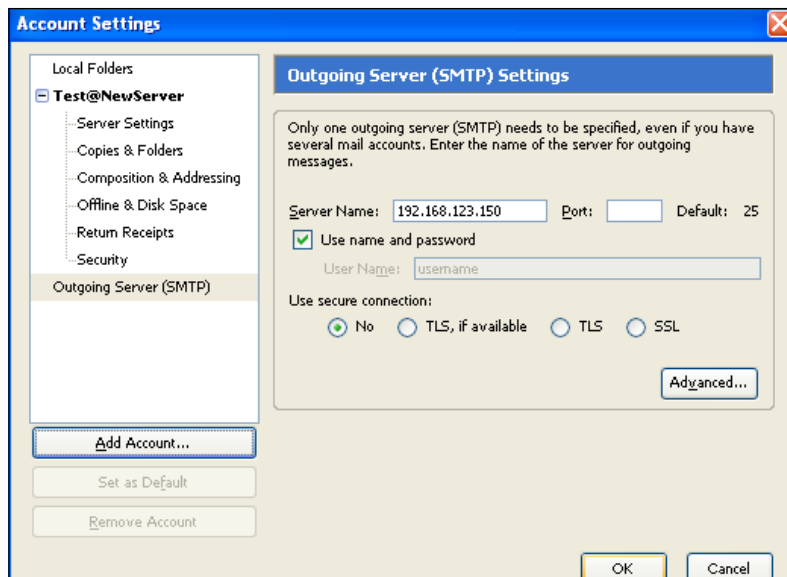 Account Settings
Local Folders
Test@NewServer
Server Settings
Copies & Folders
Composition & Addressing
Offline & Disk Space
Return Receipts
Security
Outgoing Server (SMTP)
Add Account...
Set as Default
Remove Account
Outgoing Server (SMTP) Settings
Only one outgoing server (SMTP) needs to be specified, even if you have
several mail accounts. Enter the name of the server for outgoing
messages.
Server Name: 192.168.123.150 Port: Default: 25
Use name and password
User Name: username
Use secure connection:
No TLS, if available TLS SSL
Advanced...
OK Cancel